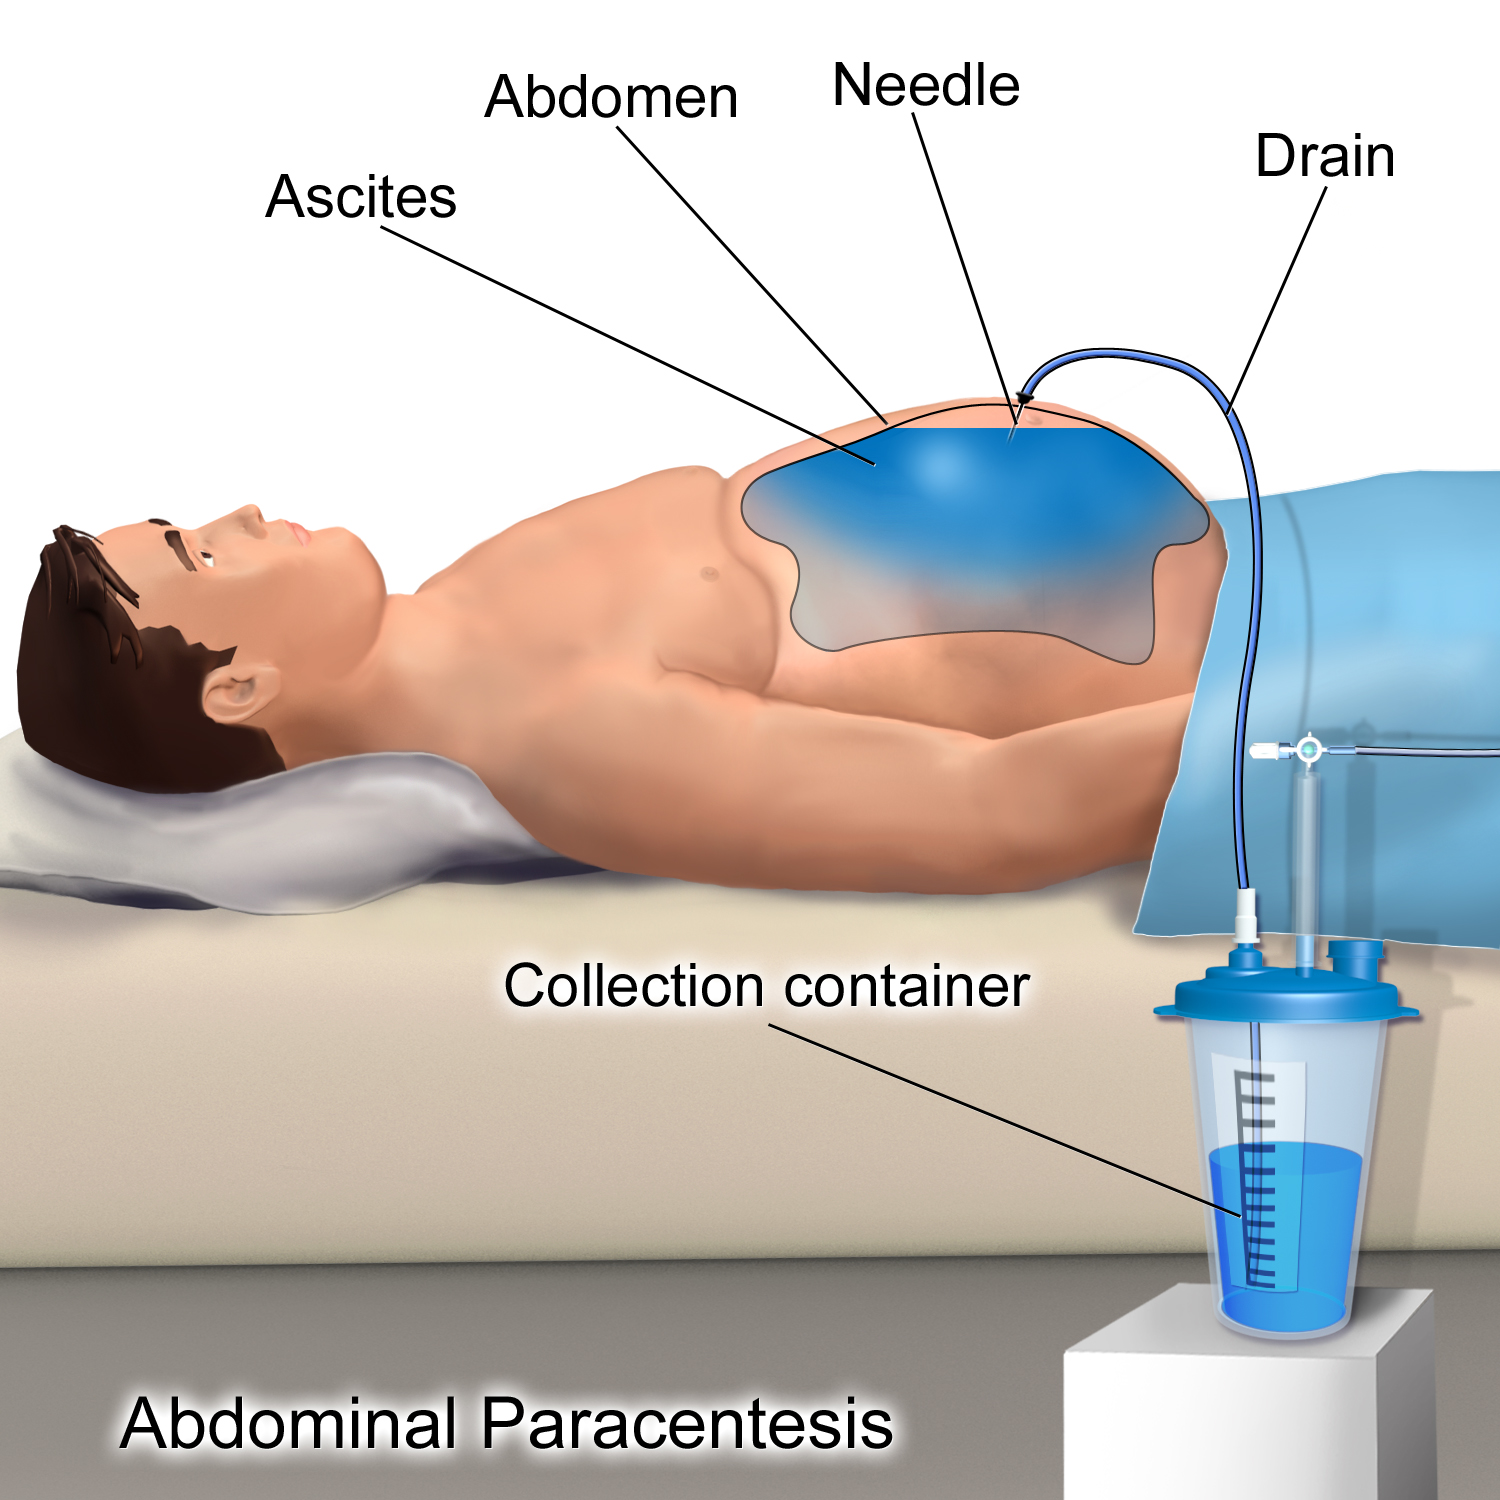 Needle
Abdomen
Drain
Ascites
Collection container
Abdominal Paracentesis